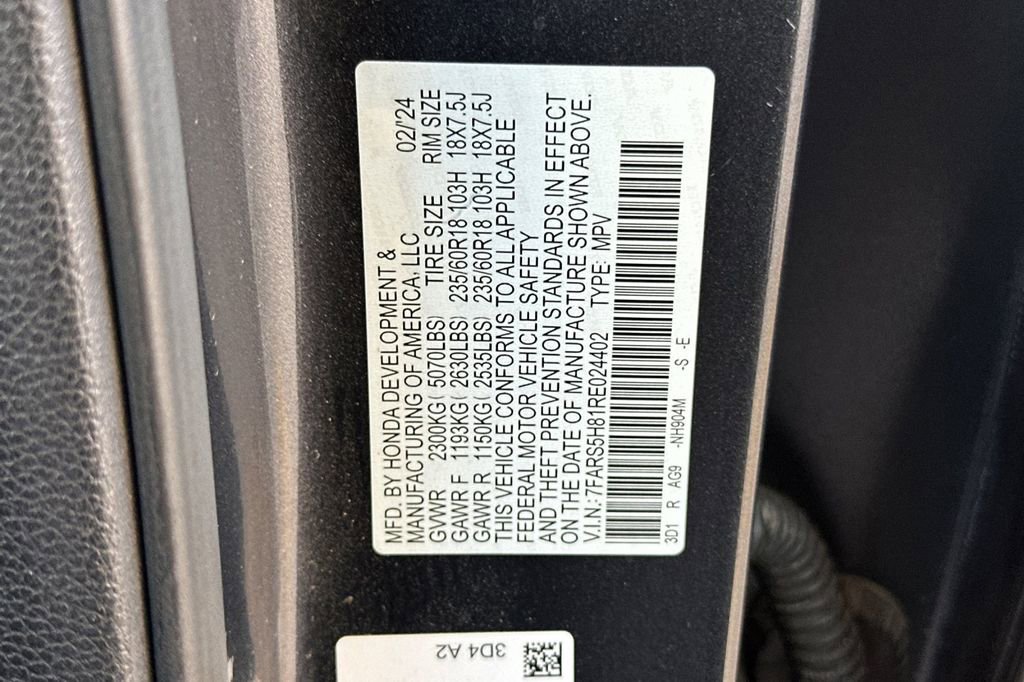 MFD. BY HONDA DEVELOPMENT &
MANUFACTURING OF AMERICA, LLC 02/'24
GVWR 2300KG( 5070LBS) TIRE SIZE RIM SIZE
GAWR F 1193KG( 2630LBS) 235/60R18 103H 18X7.5J
GAWR R 1150KG( 2535LBS) 235/60R18 103H 18X7.5J
THIS VEHICLE CONFORMS TO ALL APPLICABLE
FEDERAL MOTOR VEHICLE SAFETY
AND THEFT PREVENTION STANDARDS IN EFFECT
ON THE DATE OF MANUFACTURE SHOWN ABOVE.
V.I.N.: 7FARS5H81RE024402 TYPE: MPV
3D1 R AG9 -NH904M -S -E
3D4 A2